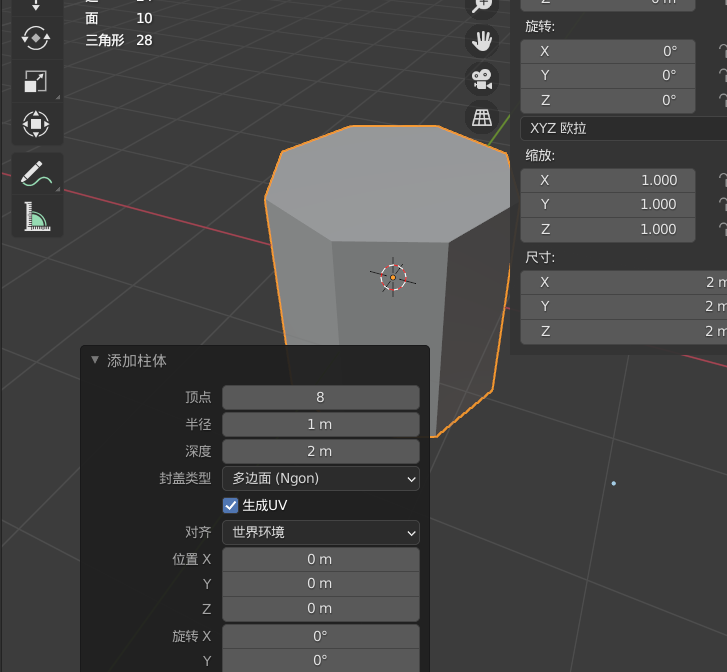 面 10
三角形 28
Z 0 m
旋转:
X 0°
Y 0°
Z 0°
XYZ 欧拉
缩放:
X 1.000
Y 1.000
Z 1.000
尺寸:
X 2 m
Y 2 m
Z 2 m
添加柱体
顶点 8
半径 1 m
深度 2 m
封盖类型 多边面 (Ngon)
生成UV
对齐 世界环境
位置 X 0 m
Y 0 m
Z 0 m
旋转 X 0°
Y 0°